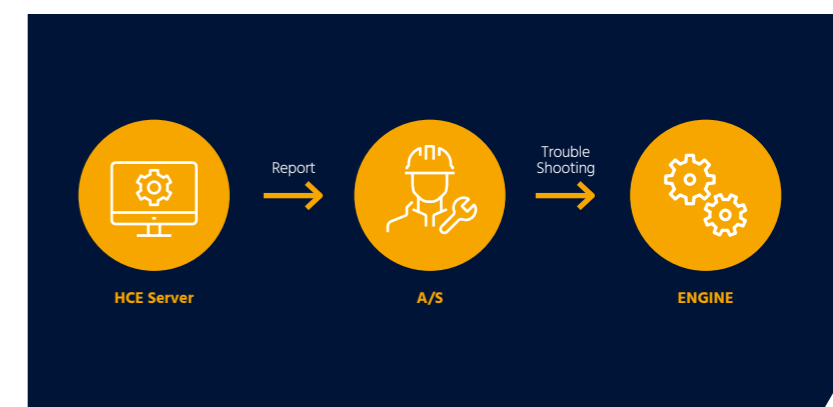 Report
Trouble
Shooting
HCE Server
A/S
ENGINE